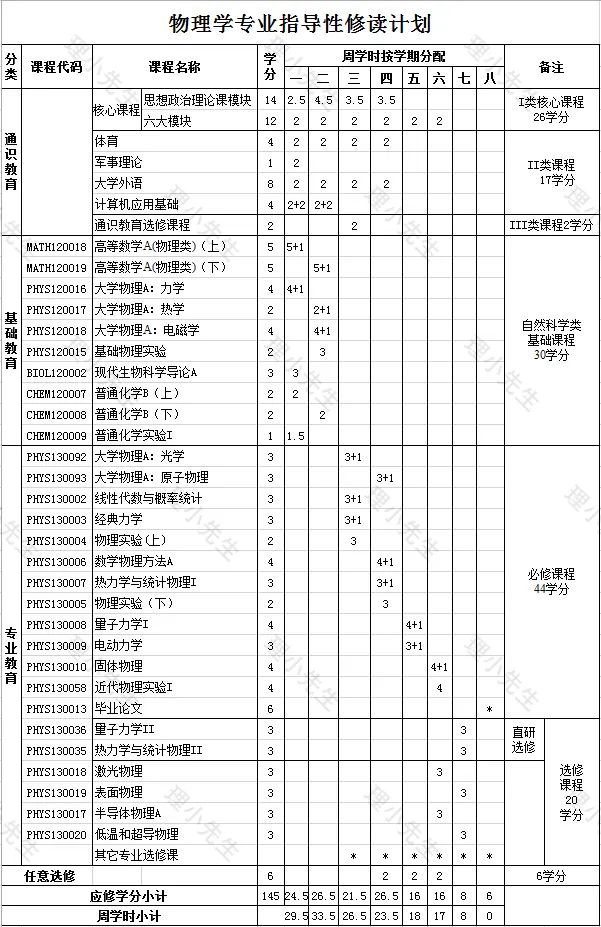 物理学专业指导性修读计划
分类 课程代码 课程名称 学分 周学时按学期分配 备注
一 二 三 四 五 六 七 八
通识教育 核心课程 思想政治理论课模块 14 2.5 4.5 3.5 3.5 I类核心课程 26学分
六大模块 12 2 2 2 2 2 2
体育 4 2 2 2 2 II类课程 17学分
军事理论 1 2
大学外语 8 2 2 2 2
计算机应用基础 4 2+2 2+2
通识教育选修课程 2 2 III类课程2学分
基础教育 MATH120018 高等数学A(物理类)（上） 5 5+1 自然科学类 基础课程 30学分
MATH120019 高等数学A(物理类)（下） 5 5+1
PHYS120016 大学物理A：力学 4 4+1
PHYS120017 大学物理A：热学 2 2+1
PHYS120018 大学物理A：电磁学 4 4+1
PHYS120015 基础物理实验 2 3
BIOL120002 现代生物科学导论A 3 3
CHEM120007 普通化学B（上） 2 2
CHEM120008 普通化学B（下） 2 2
CHEM120009 普通化学实验I 1 1.5
专业教育 PHYS130092 大学物理A：光学 3 3+1 必修课程 44学分
PHYS130093 大学物理A：原子物理 3 3+1
PHYS130002 线性代数与概率统计 3 3+1
PHYS130003 经典力学 3 3+1
PHYS130004 物理实验(上) 2 3
PHYS130006 数学物理方法A 4 4+1
PHYS130007 热力学与统计物理I 3 3+1
PHYS130005 物理实验（下） 2 3
PHYS130008 量子力学I 4 4+1
PHYS130009 电动力学 3 3+1
PHYS130010 固体物理 4 4+1
PHYS130058 近代物理实验I 4 4
PHYS130013 毕业论文 6 *
PHYS130036 量子力学II 3 3 直研选修 选修课程 20学分
PHYS130035 热力学与统计物理II 3 3
PHYS130018 激光物理 3 3
PHYS130019 表面物理 3 3
PHYS130017 半导体物理A 3 3
PHYS130020 低温和超导物理 3 3
其它专业选修课 * * * * * *
任意选修 6 2 2 2 6学分
应修学分小计 145 24.5 26.5 21.5 26.5 16 16 8 6
周学时小计 29.5 33.5 26.5 23.5 18 17 8 0
理小先生